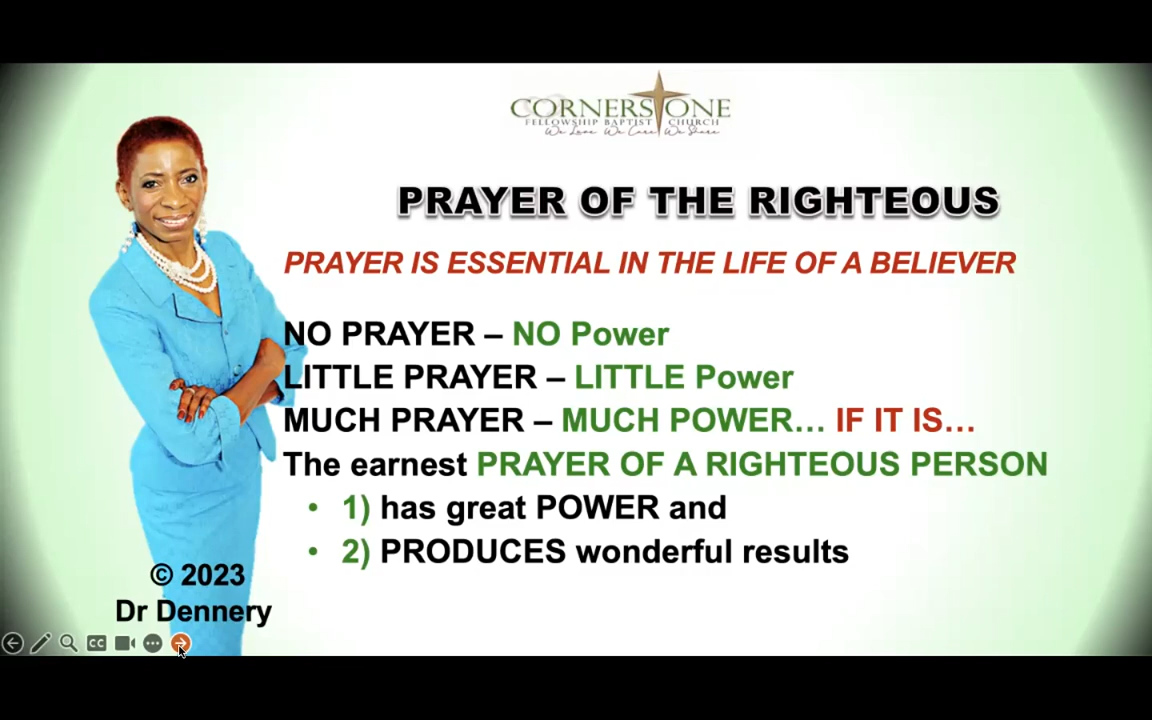 CORNERSTONE
FELLOWSHIP BAPTIST CHURCH
We Love We Care We Share
PRAYER OF THE RIGHTEOUS
PRAYER IS ESSENTIAL IN THE LIFE OF A BELIEVER
NO PRAYER – NO Power
LITTLE PRAYER – LITTLE Power
MUCH PRAYER – MUCH POWER... IF IT IS...
The earnest PRAYER OF A RIGHTEOUS PERSON
• 1) has great POWER and
• 2) PRODUCES wonderful results
© 2023
Dr Dennery
CC